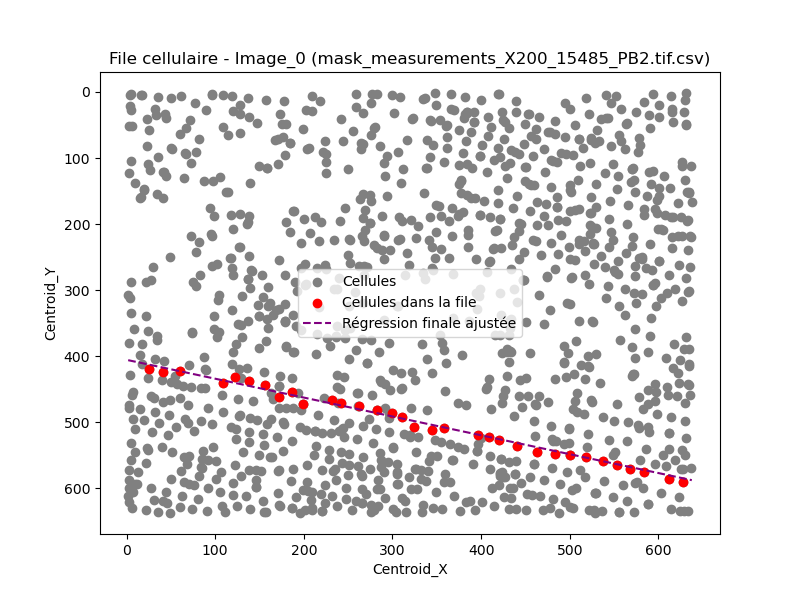 File cellulaire - Image_0 (mask_measurements_X200_15485_PB2.tif.csv)
0
100
200
300
400
500
600
Centroid_Y
Cellules
Cellules dans la file
Régression finale ajustée
0 100 200 300 400 500 600
Centroid_X